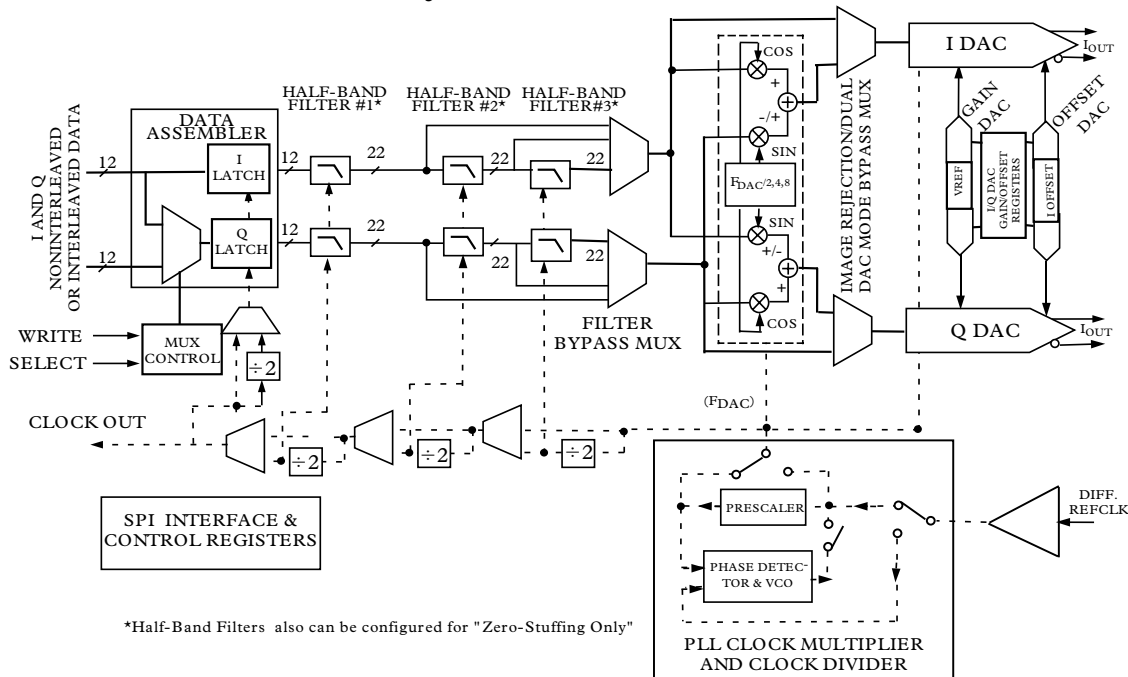 COS
I DAC
IOUT
HALF-BAND
FILTER #1*
HALF-BAND
FILTER #2*
HALF-BAND
FILTER#3*
+
-/+
SIN
DATA
ASSEMBLER
I
LATCH
12
12
22
22
22
I AND Q
NONINTERLEAVED
OR INTERLEAVED DATA
FDAC/2,4,8
IMAGE REJECTION/DUAL
DAC MODE BYPASS MUX
GAIN
DAC
OFFSET
DAC
VREF
I/Q DAC
GAIN/OFFSET
REGISTERS
I OFFSET
Q
LATCH
12
12
22
22
22
SIN
+/-
+
COS
FILTER
BYPASS MUX
Q DAC
IOUT
WRITE
SELECT
MUX
CONTROL
÷2
(FDAC)
CLOCK OUT
÷2
÷2
÷2
SPI INTERFACE &
CONTROL REGISTERS
PRESCALER
PHASE DETEC-
TOR & VCO
DIFF.
REFCLK
*Half-Band Filters also can be configured for "Zero-Stuffing Only"
PLL CLOCK MULTIPLIER
AND CLOCK DIVIDER